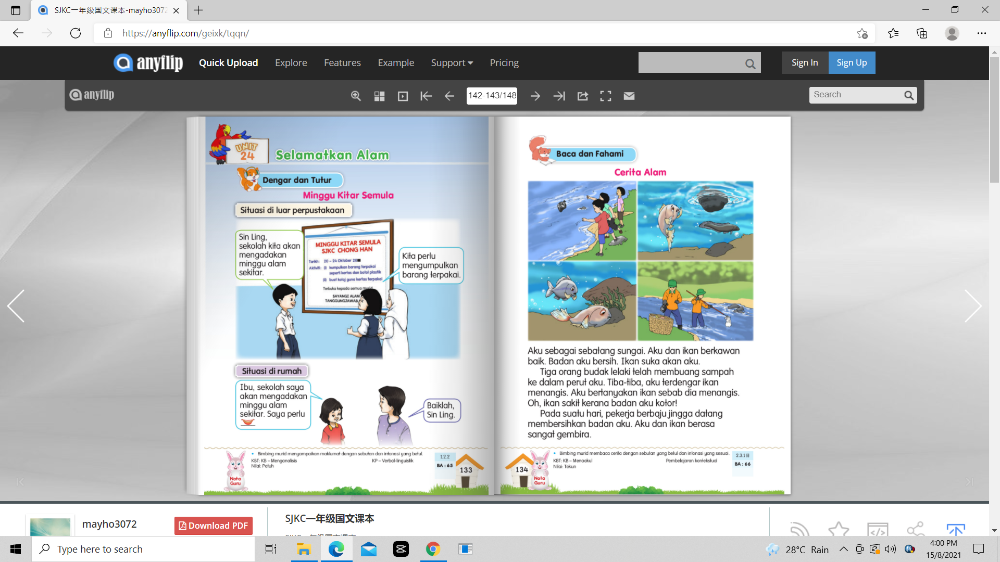 SJKC一年级国文课本-mayho3072
https://anyflip.com/geixk/tqqn/
anyflip
Quick Upload
Explore
Features
Example
Support
Pricing
Sign In
Sign Up
anyflip
142-143/148
Search
UNIT
24
Selamatkan Alam
Dengar dan Tutur
Minggu Kitar Semula
Situasi di luar perpustakaan
Sin Ling,
sekolah kita akan
mengadakan
minggu alam
sekitar.
MINGGU KITAR SEMULA
SJKC CHONG HAN
Tarikh: 20 – 24 Oktober 20
Aktiviti: (i) kumpulkan barang terpakai
seperti kertas dan botol plastik
(ii) buat kolaj guna kertas terpakai
Terbuka kepada semua murid
SAYANGI ALAM
TANGGUNGJAWAB
Kita perlu
mengumpulkan
barang terpakai.
Situasi di rumah
Ibu, sekolah saya
akan mengadakan
minggu alam
sekitar. Saya perlu
Baiklah,
Sin Ling.
Nota
Guru
• Bimbing murid menyampaikan maklumat dengan sebutan dan intonasi yang betul.
KBT: KB – Menganalisis
KP – Verbal-linguistik
Nilai: Patuh
1.2.2
BA : 65
133
Baca dan Fahami
Cerita Alam
Aku sebagai sebatang sungai. Aku dan ikan berkawan
baik. Badan aku bersih. Ikan suka akan aku.
Tiga orang budak lelaki telah membuang sampah
ke dalam perut aku. Tiba-tiba, aku terdengar ikan
menangis. Aku bertanyakan ikan sebab dia menangis.
Oh, ikan sakit kerana badan aku kotor!
Pada suatu hari, pekerja berbaju jingga datang
membersihkan badan aku. Aku dan ikan berasa
sangat gembira.
134
Nota
Guru
• Bimbing murid membaca cerita dengan sebutan yang betul dan intonasi yang sesuai.
KBT: KB – Menaakul
Pembelajaran kontekstual
Nilai: Tekun
2.3.1 (i)
BA : 66
mayho3072
Download PDF
SJKC一年级国文课本
Type here to search
28°C Rain
4:00 PM
15/8/2021